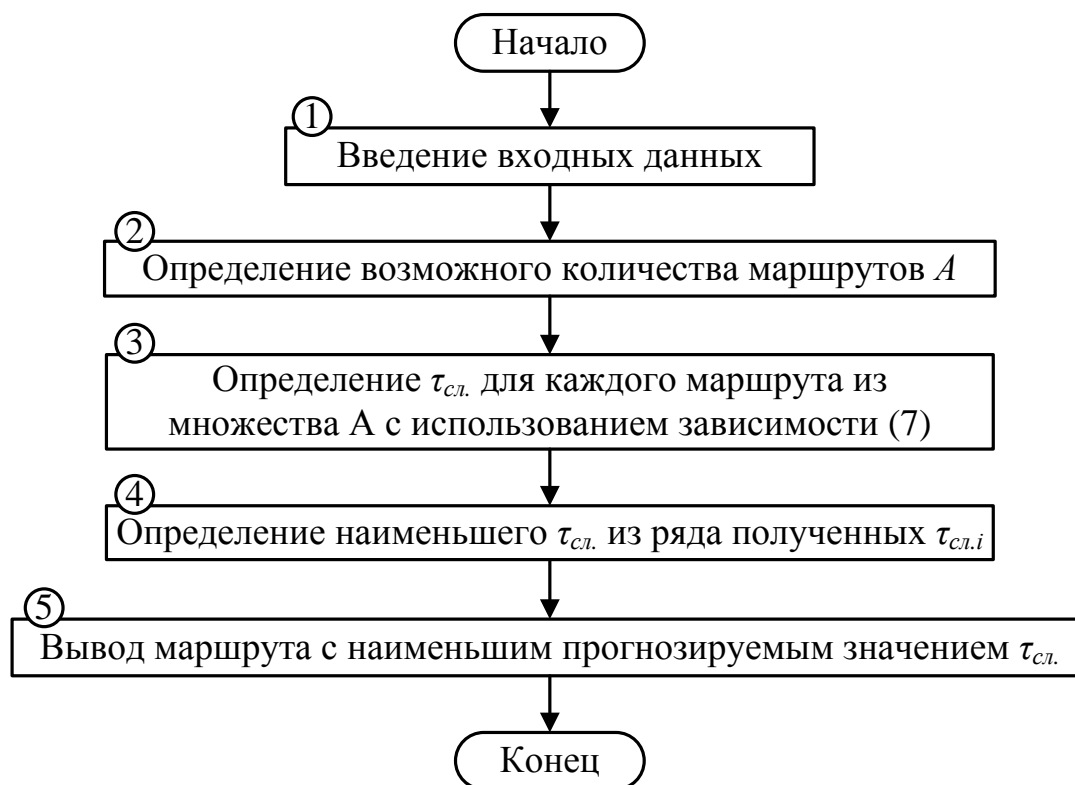 Начало
1
Введение входных данных
2
Определение возможного количества маршрутов A
3
Определение τсл. для каждого маршрута из
множества А с использованием зависимости (7)
4
Определение наименьшего τсл. из ряда полученных τсл.i
5
Вывод маршрута с наименьшим прогнозируемым значением τсл.
Конец